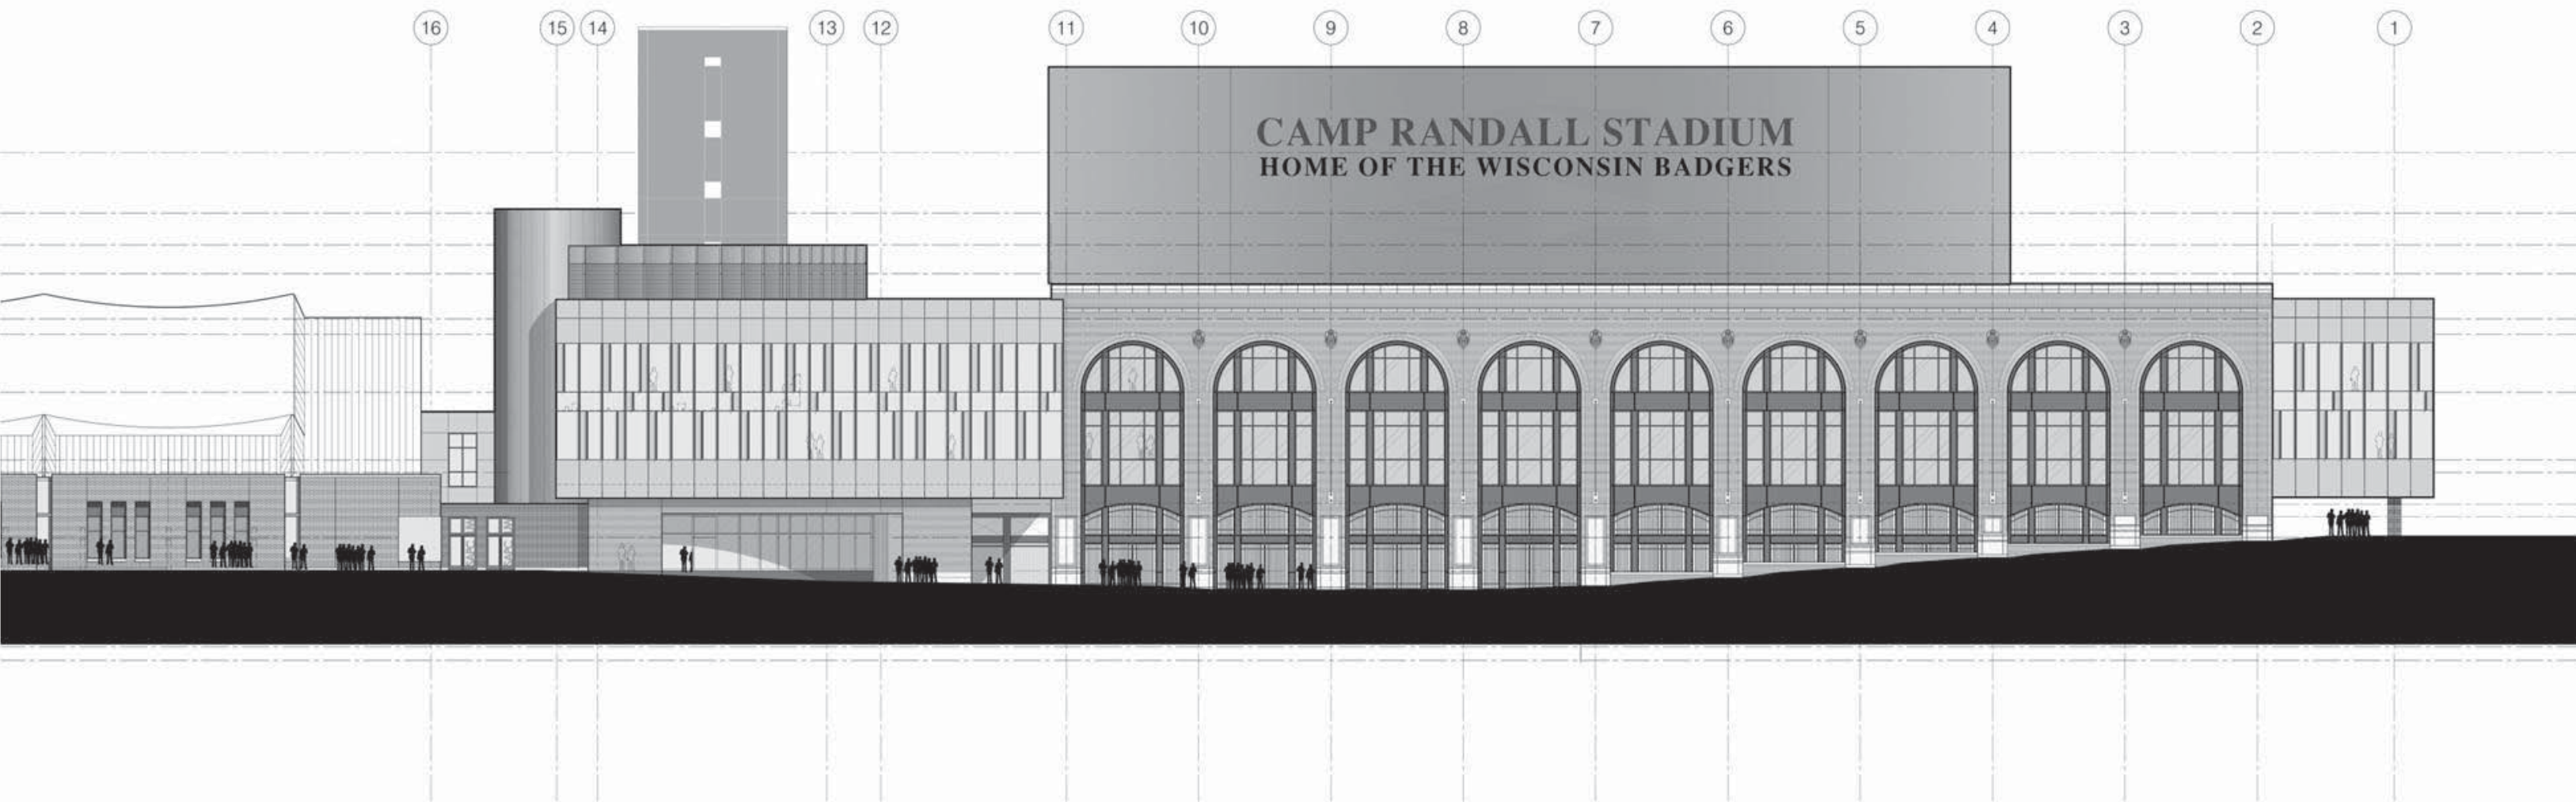 16 15 14 13 12 11 10 9 8 7 6 5 4 3 2 1
CAMP RANDALL STADIUM
HOME OF THE WISCONSIN BADGERS